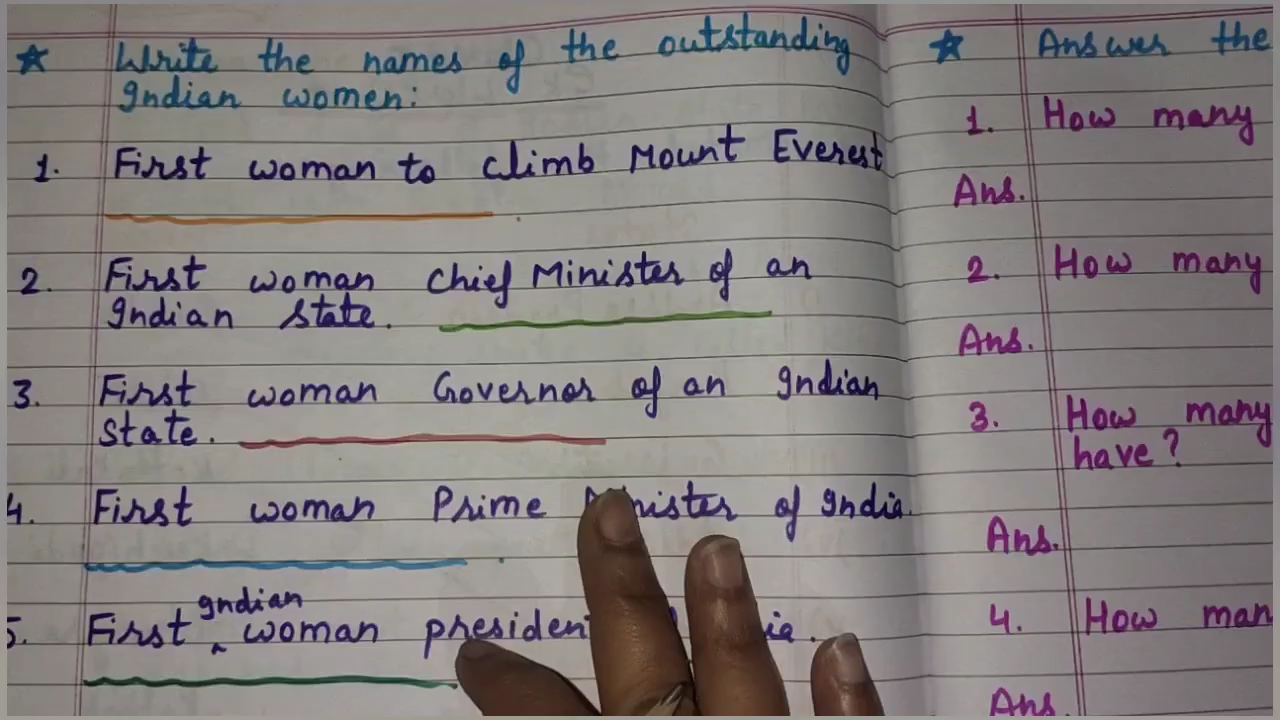 ★ Write the names of the outstanding
Indian women:
1. First woman to climb Mount Everest
.
2. First woman Chief Minister of an
Indian state.
3. First woman Governor of an Indian
state.
4. First woman Prime Minister of India.
.
Indian
5. First ‸ woman president
★ Answer the
1. How many
Ans.
2. How many
Ans.
3. How many
have?
Ans.
4. How man
Ans.